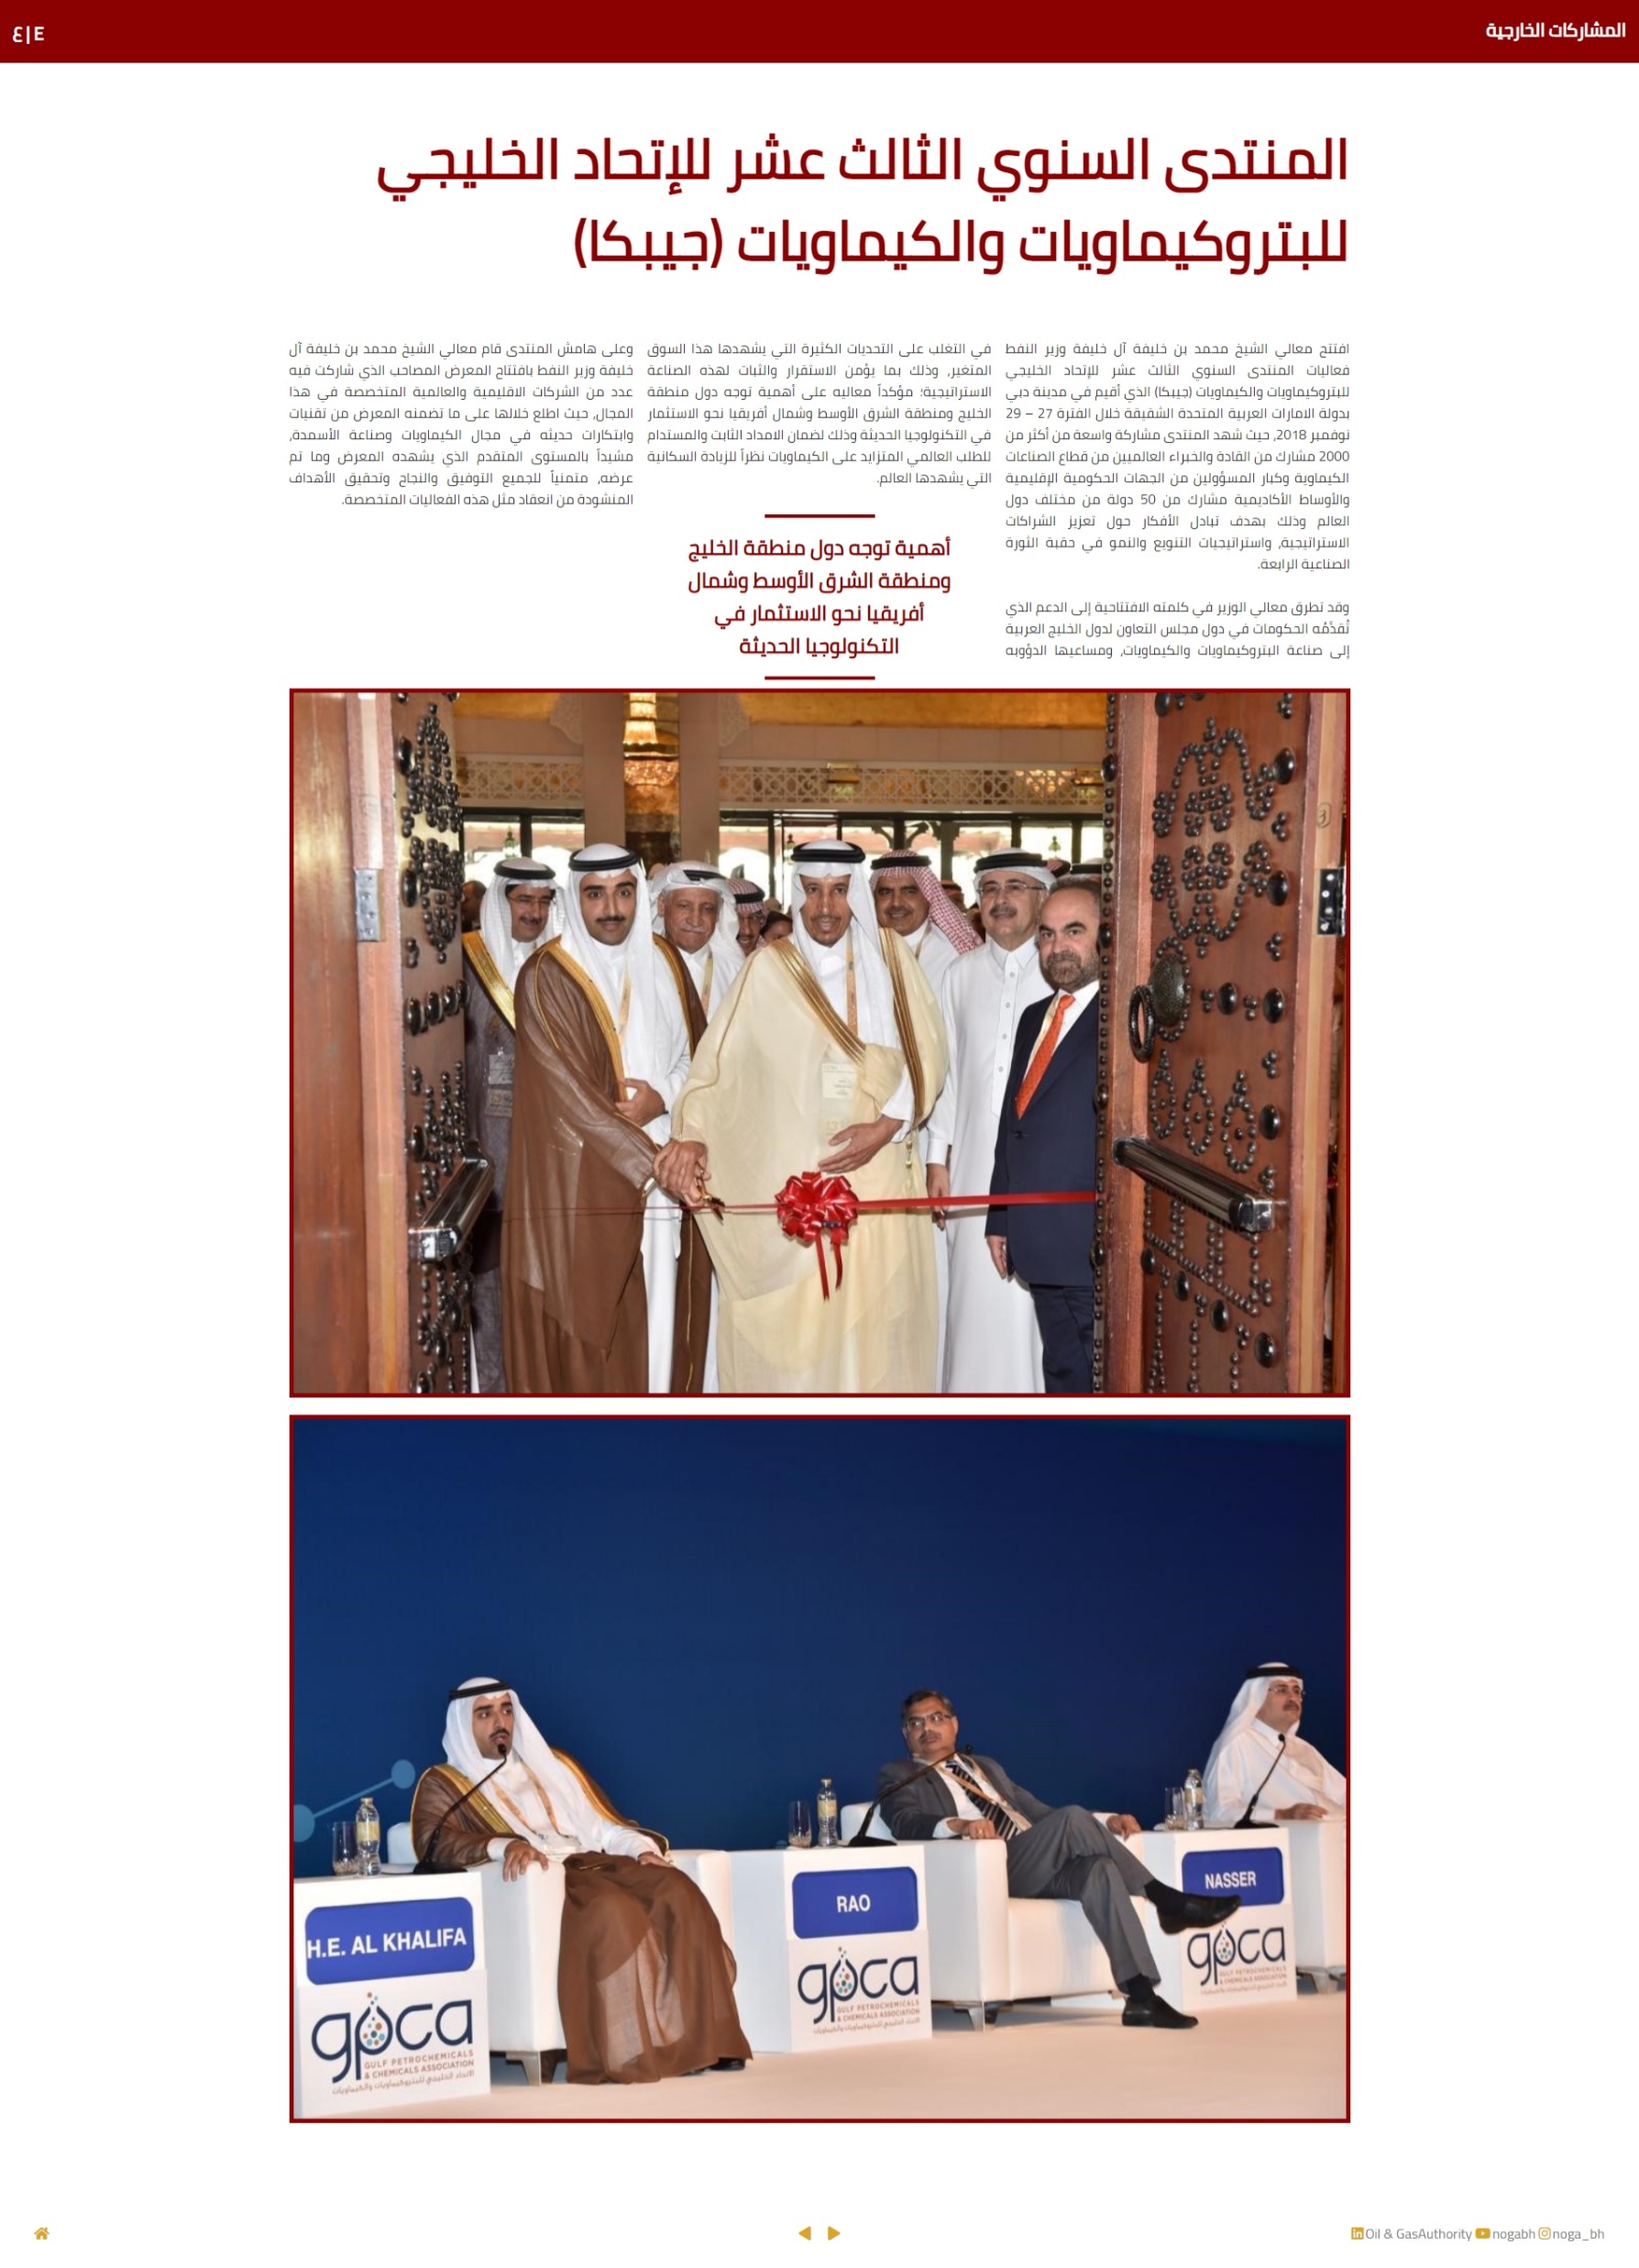 المشاركات الخارجية
E|ع
المنتدى السنوي الثالث عشر للإتحاد الخليجي
للبتروكيماويات والكيماويات (جيبكا)
افتتح معالي الشيخ محمد بن خليفة آل خليفة وزير النفط
فعاليات المنتدى السنوي الثالث عشر للإتحاد الخليجي
للبتروكيماويات والكيماويات (جيبكا) الذي أقيم في مدينة دبي
بدولة الامارات العربية المتحدة الشقيقة خلال الفترة 27 – 29
نوفمبر 2018، حيث شهد المنتدى مشاركة واسعة من أكثر من
2000 مشارك من القادة والخبراء العالميين من قطاع الصناعات
الكيماوية وكبار المسؤولين من الجهات الحكومية الإقليمية
والأوساط الأكاديمية مشارك من 50 دولة من مختلف دول
العالم وذلك بهدف تبادل الأفكار حول تعزيز الشراكات
الاستراتيجية، واستراتيجيات التنويع والنمو في حقبة الثورة
الصناعية الرابعة.
وقد تطرق معالي الوزير في كلمته الافتتاحية إلى الدعم الذي
تُقدِّمُه الحكومات في دول مجلس التعاون لدول الخليج العربية
إلى صناعة البتروكيماويات والكيماويات، ومساعيها الدؤوبه
في التغلب على التحديات الكثيرة التي يشهدها هذا السوق
المتغير، وذلك بما يؤمن الاستقرار والثبات لهذه الصناعة
الاستراتيجية؛ مؤكداً معاليه على أهمية توجه دول منطقة
الخليج ومنطقة الشرق الأوسط وشمال أفريقيا نحو الاستثمار
في التكنولوجيا الحديثة وذلك لضمان الامداد الثابت والمستدام
للطلب العالمي المتزايد على الكيماويات نظراً للزيادة السكانية
التي يشهدها العالم.
أهمية توجه دول منطقة الخليج
ومنطقة الشرق الأوسط وشمال
أفريقيا نحو الاستثمار في
التكنولوجيا الحديثة
وعلى هامش المنتدى قام معالي الشيخ محمد بن خليفة آل
خليفة وزير النفط بافتتاح المعرض المصاحب الذي شاركت فيه
عدد من الشركات الاقليمية والعالمية المتخصصة في هذا
المجال، حيث اطلع خلالها على ما تضمنه المعرض من تقنيات
وابتكارات حديثه في مجال الكيماويات وصناعة الأسمدة،
مشيداً بالمستوى المتقدم الذي يشهده المعرض وما تم
عرضه، متمنياً للجميع التوفيق والنجاح وتحقيق الأهداف
المنشودة من انعقاد مثل هذه الفعاليات المتخصصة.
H.E. AL KHALIFA
gpca
GULF PETROCHEMICALS
& CHEMICALS ASSOCIATION
الاتحاد الخليجي للبتروكيماويات والكيماويات
RAO
gpca
GULF PETROCHEMICALS
& CHEMICALS ASSOCIATION
الاتحاد الخليجي للبتروكيماويات والكيماويات
NASSER
gpca
GULF PETROCHEMICALS
& CHEMICALS ASSOCIATION
Oil & GasAuthority nogabh noga_bh